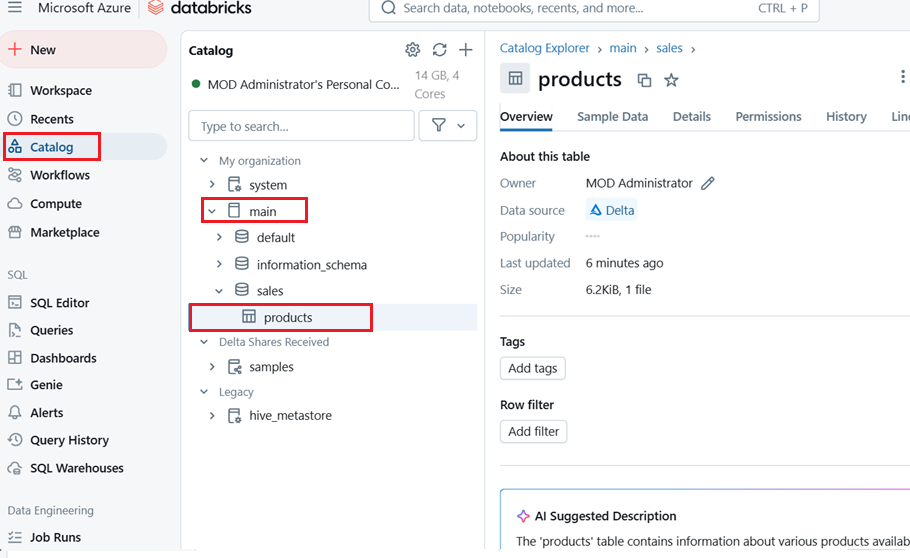 Microsoft Azure
databricks
Search data, notebooks, recents, and more...
CTRL + P
New
Workspace
Recents
Catalog
Workflows
Compute
Marketplace
SQL
SQL Editor
Queries
Dashboards
Genie
Alerts
Query History
SQL Warehouses
Data Engineering
Job Runs
Catalog
MOD Administrator's Personal Co...
14 GB, 4
Cores
Type to search...
My organization
system
main
default
information_schema
sales
products
Delta Shares Received
samples
Legacy
hive_metastore
Catalog Explorer > main > sales >
products
Overview
Sample Data
Details
Permissions
History
Lin
About this table
Owner
MOD Administrator
Data source
Delta
Popularity
----
Last updated
6 minutes ago
Size
6.2KiB, 1 file
Tags
Add tags
Row filter
Add filter
AI Suggested Description
The 'products' table contains information about various products availab